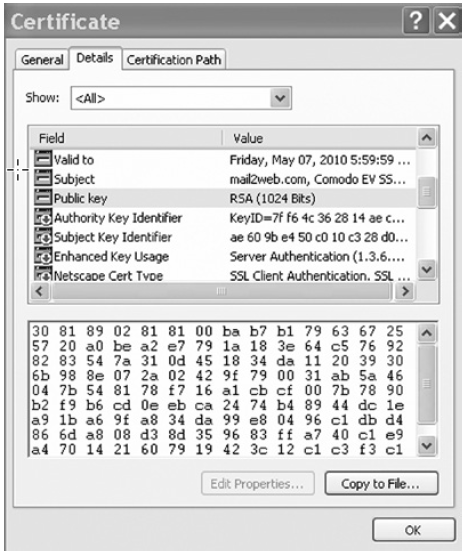 Certificate
General Details Certification Path
Show: <All>
Field Value
Valid to Friday, May 07, 2010 5:59:59 ...
Subject mail2web.com, Comodo EV SS...
Public key RSA (1024 Bits)
Authority Key Identifier KeyID=7f f6 4c 36 28 14 ae c...
Subject Key Identifier ae 60 9b e4 50 c0 10 c3 28 d0...
Enhanced Key Usage Server Authentication (1.3.6....
Netscape Cert Type SSL Client Authentication, SSL ...
30 81 89 02 81 81 00 ba b7 b1 79 63 67 25
57 20 a0 be a2 e7 79 1a 18 3e 64 c5 76 92
82 83 54 7a 31 0d 45 18 34 da 11 20 39 30
6b 98 8e 07 2a 02 42 9f 79 00 31 ab 5a 46
04 7b 54 81 78 f7 16 a1 cb cf 00 7b 78 90
b2 f9 b6 cd 0e eb ca 24 74 b4 89 44 dc 1e
a9 1b a6 9f a8 34 da 99 e8 04 96 c1 db d4
86 6d a8 08 d3 8d 35 96 83 ff a7 40 c1 e9
a4 70 14 21 60 79 19 42 3c 12 c1 c3 f3 c1
Edit Properties... Copy to File...
OK